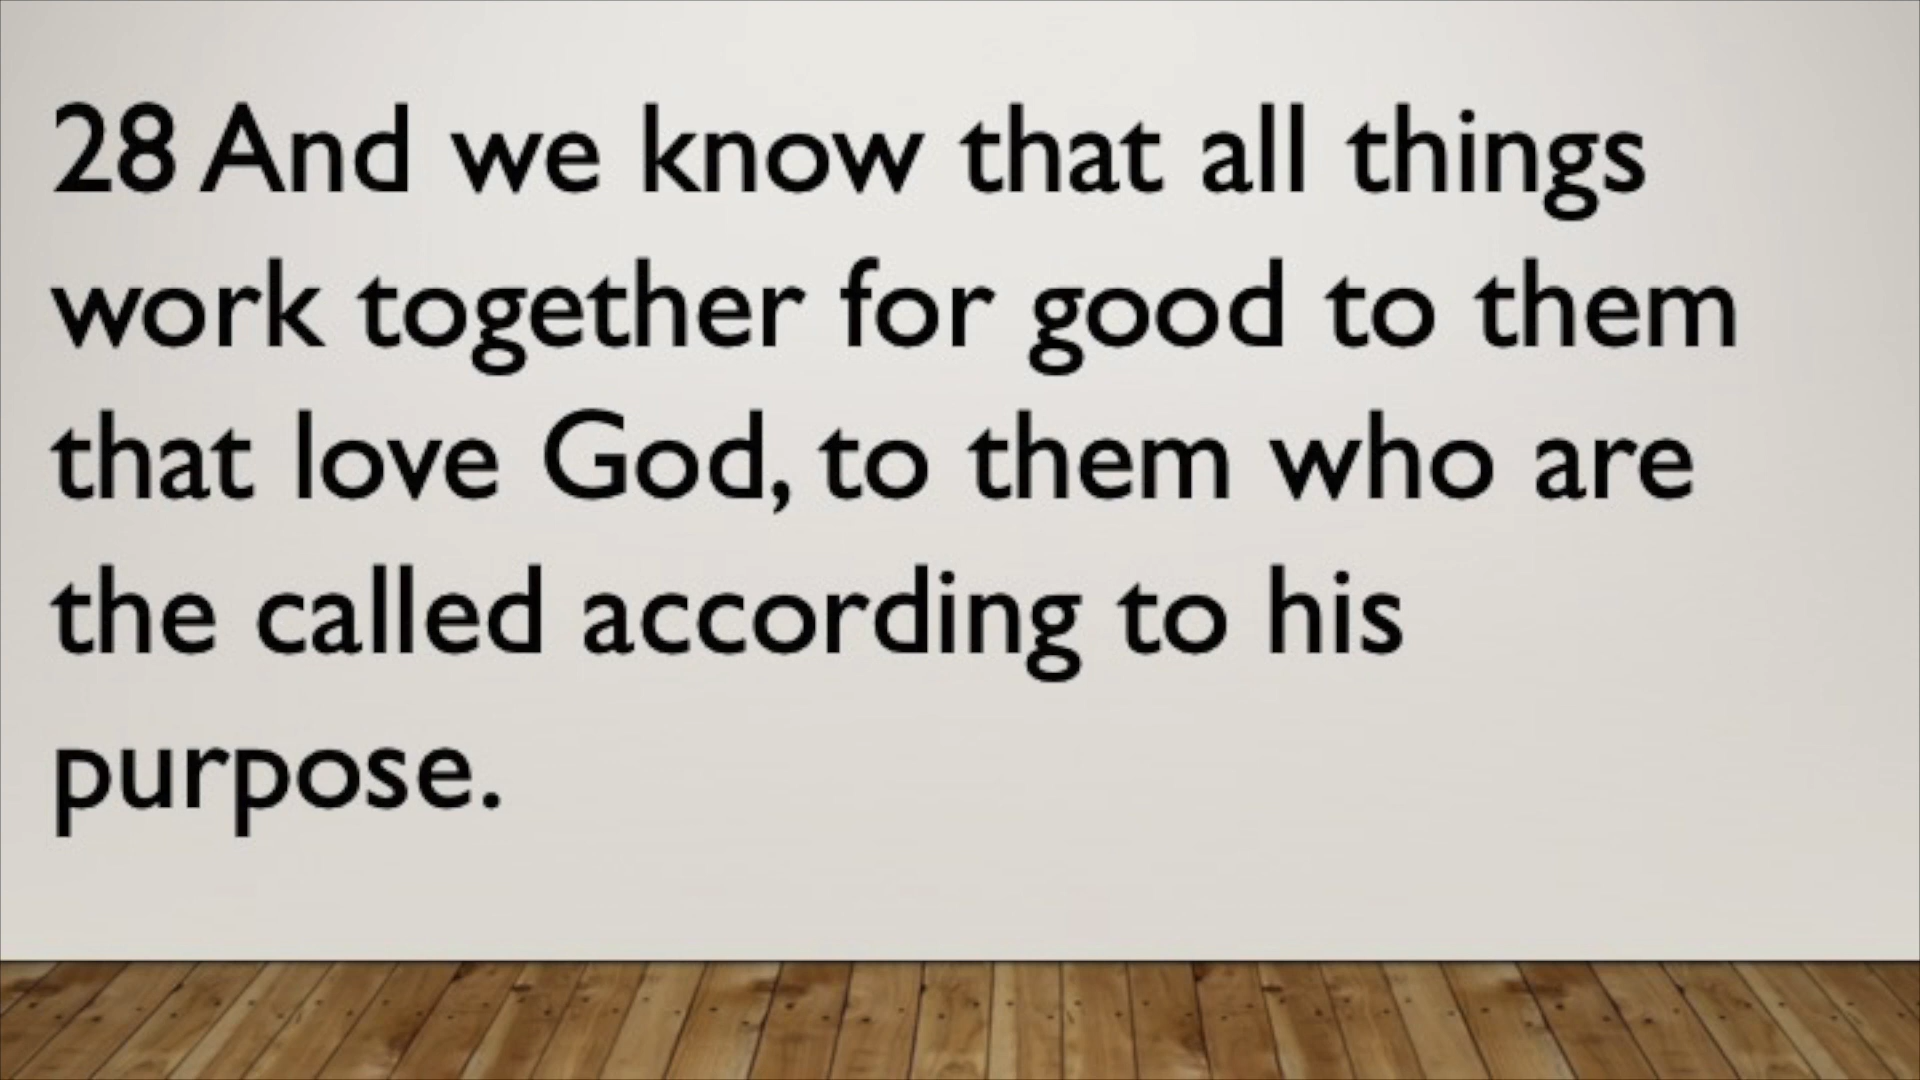 28 And we know that all things
work together for good to them
that love God, to them who are
the called according to his
purpose.